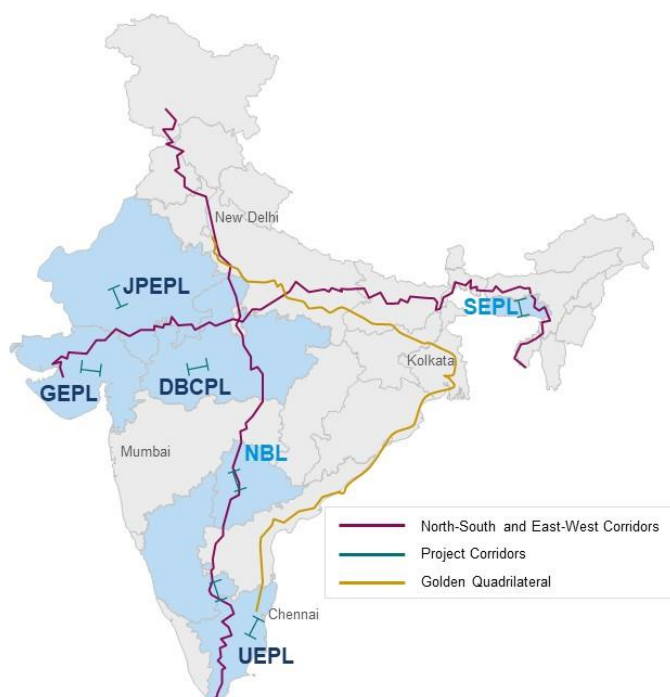 New Delhi
JPEPL
SEPL
GEPL
DBCPL
Kolkata
Mumbai
NBL
North-South and East-West Corridors
Project Corridors
Golden Quadrilateral
Chennai
UEPL